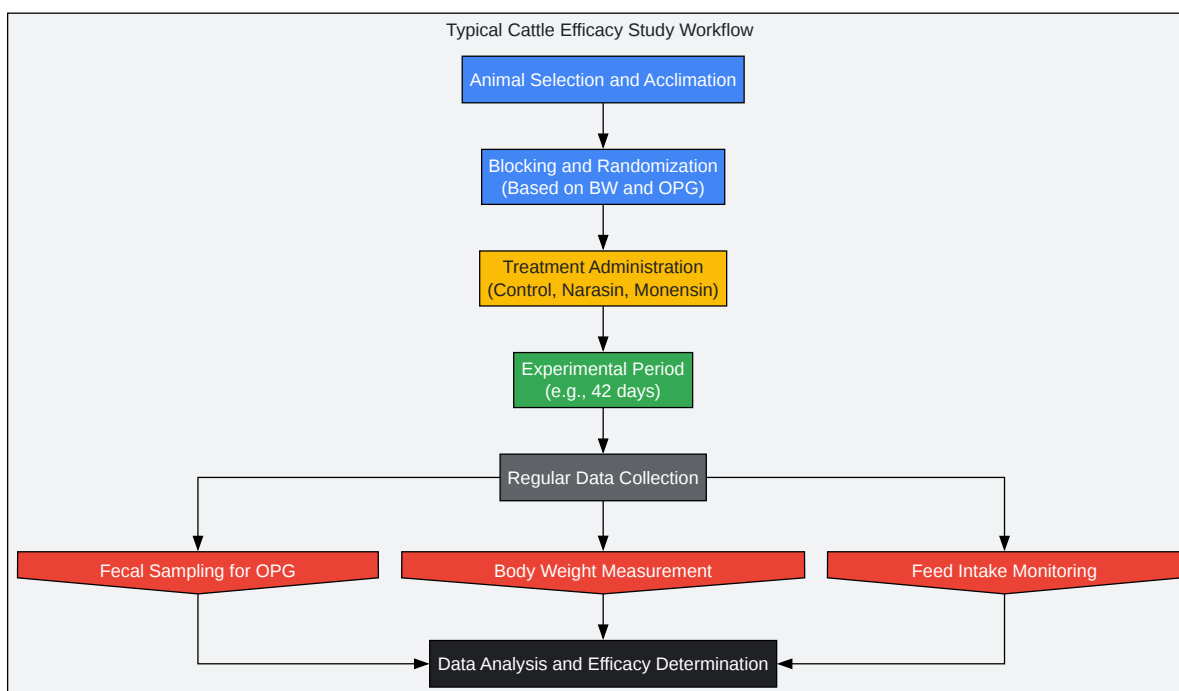 Typical Cattle Efficacy Study Workflow
Animal Selection and Acclimation
Blocking and Randomization
(Based on BW and OPG)
Treatment Administration
(Control, Narasin, Monensin)
Experimental Period
(e.g., 42 days)
Regular Data Collection
Fecal Sampling for OPG
Body Weight Measurement
Feed Intake Monitoring
Data Analysis and Efficacy Determination